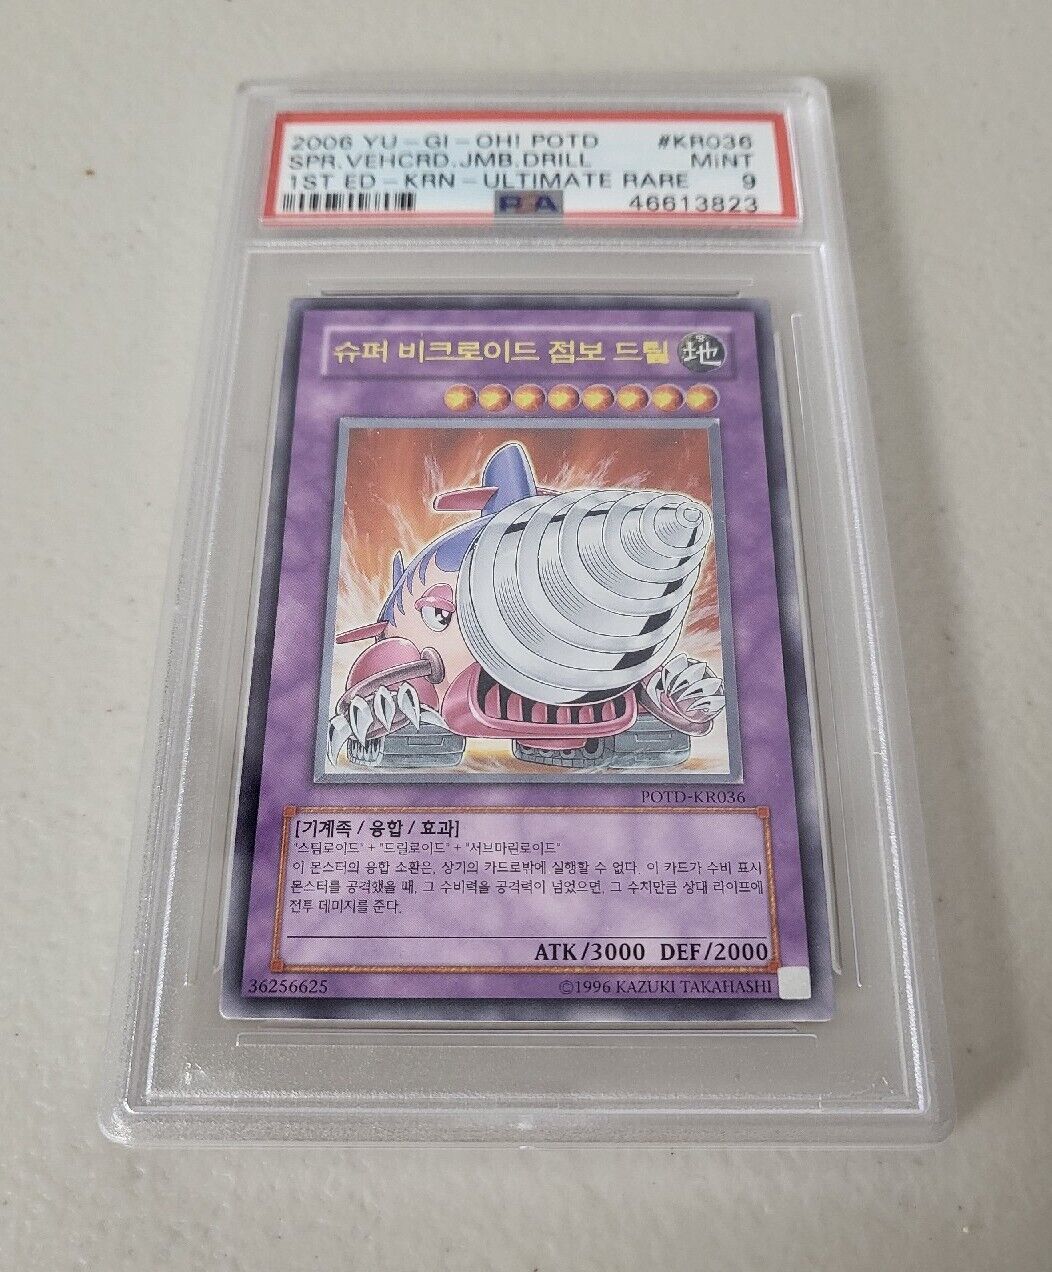 2006 YU-GI-OH! POTD #KR036
SPR.VEHCRD.JMB.DRILL MINT
1ST ED-KRN-ULTIMATE RARE 9
PSA 46613823
슈퍼 비크로이드 점보 드릴 地
POTD-KR036
[기계족 / 융합 / 효과]
"스팀로이드" + "드릴로이드" + "서브마린로이드"
이 몬스터의 융합 소환은, 상기의 카드로밖에 실행할 수 없다. 이 카드가 수비 표시
몬스터를 공격했을 때, 그 수비력을 공격력이 넘었으면, 그 수치만큼 상대 라이프에
전투 데미지를 준다.
ATK/3000 DEF/2000
36256625 ©1996 KAZUKI TAKAHASHI